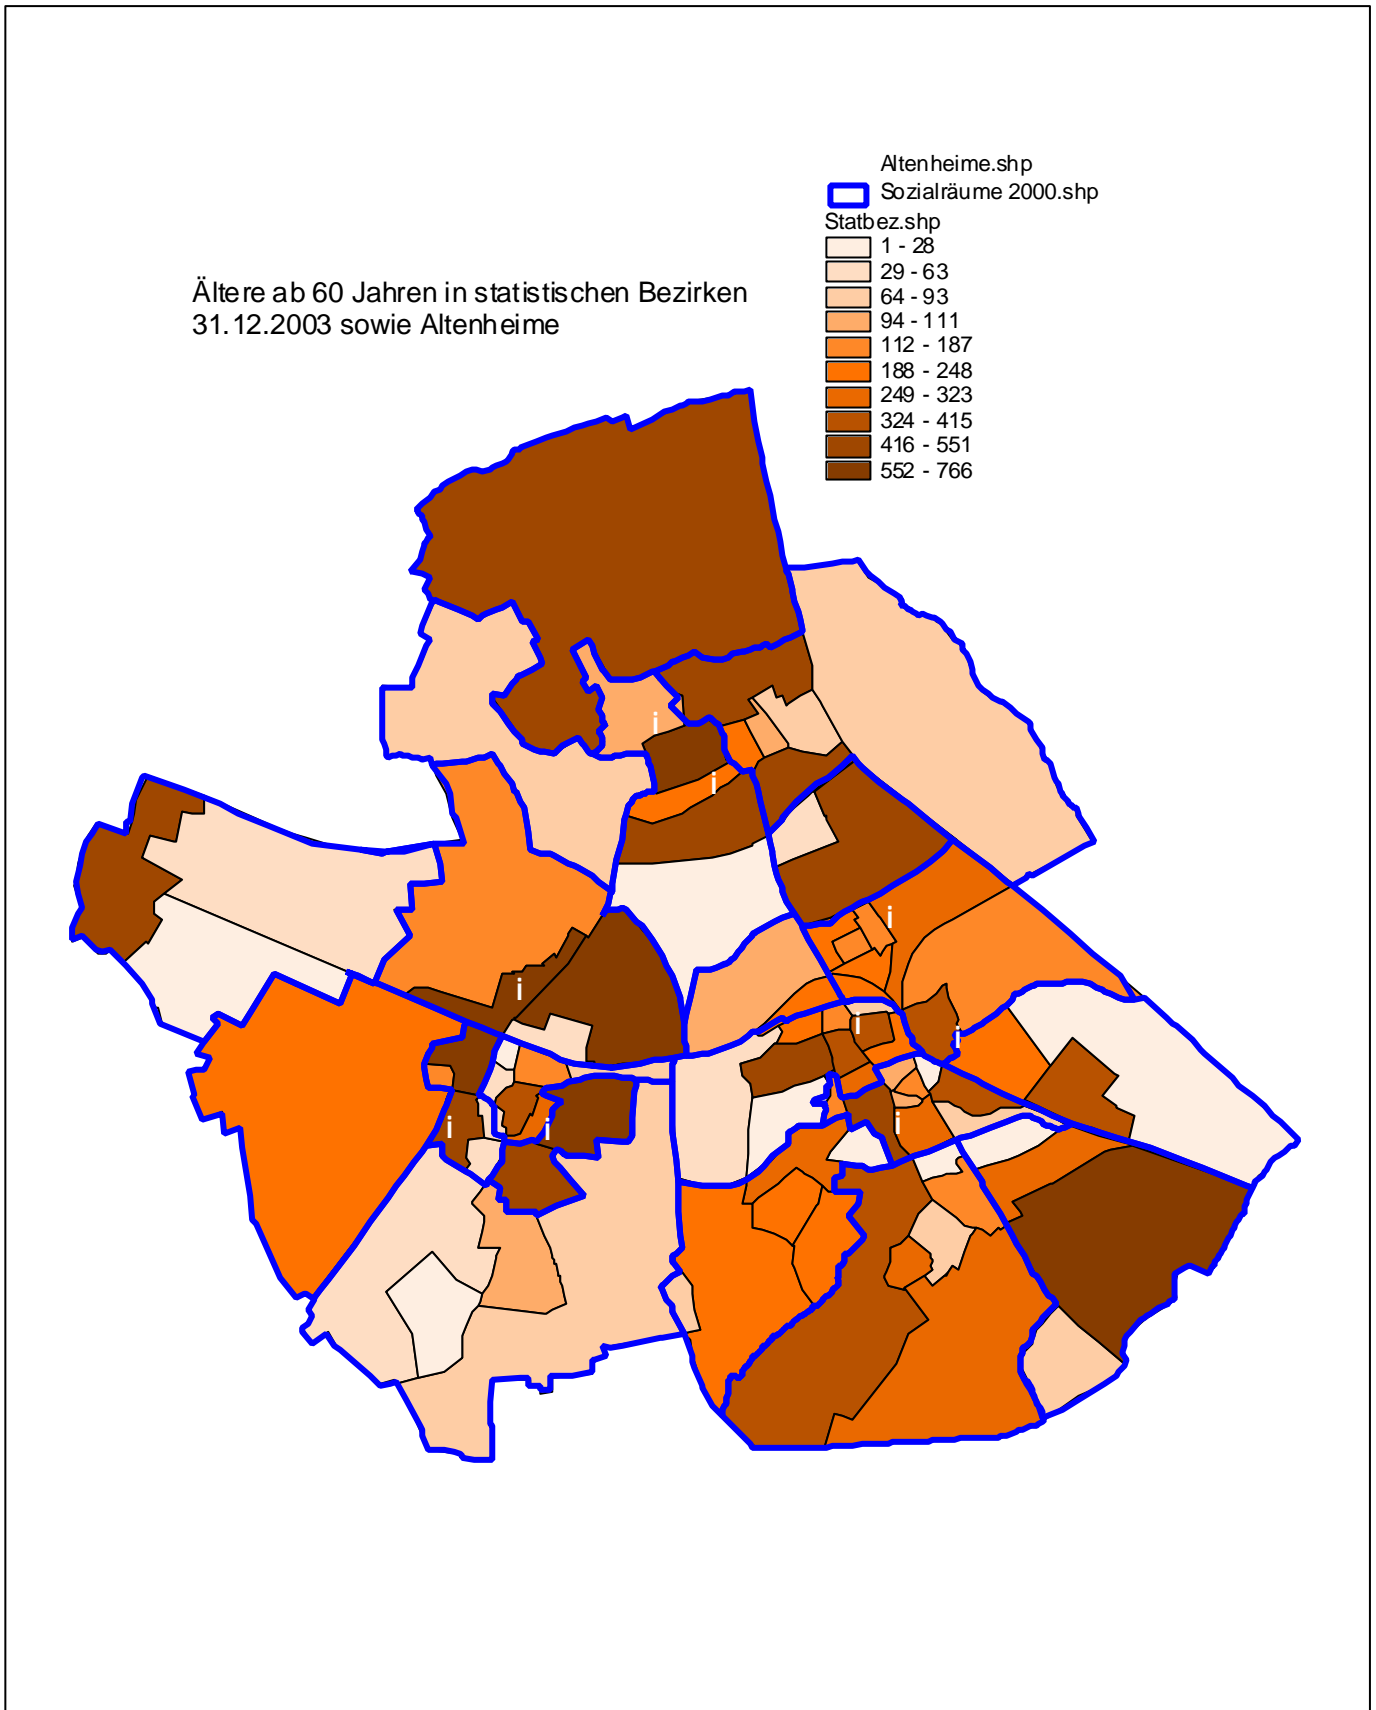 Altenheime.shp
Sozialräume 2000.shp
Statbez.shp
1 - 28
29 - 63
64 - 93
94 - 111
112 - 187
188 - 248
249 - 323
324 - 415
416 - 551
552 - 766
Ältere ab 60 Jahren in statistischen Bezirken
31.12.2003 sowie Altenheime
i
i
i
i
i
i
i
i
i